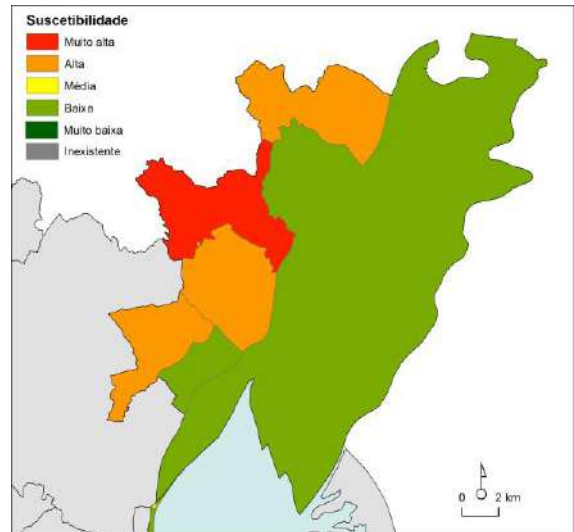 Suscetibilidade
Muito alta
Alta
Média
Baixa
Muito baixa
Inexistente
0 2 km